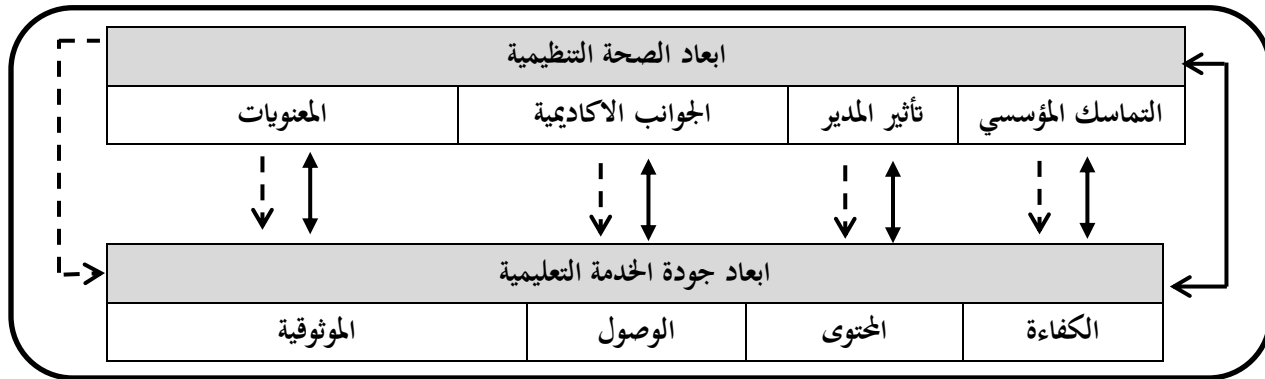 ابعاد الصحة التنظيمية
التماسك المؤسسي تأثير المدير الجوانب الاكاديمية المعنويات
ابعاد جودة الخدمة التعليمية
الكفاءة المحتوى الوصول الموثوقية